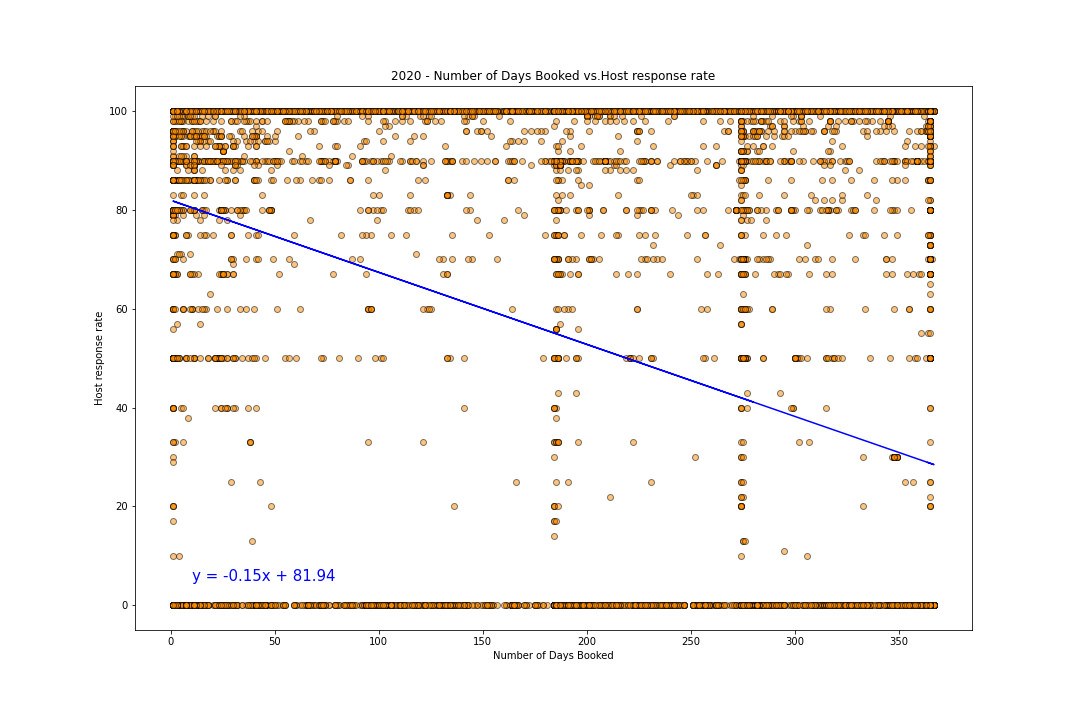 2020 - Number of Days Booked vs.Host response rate
100
80
60
40
20
0
Host response rate
y = -0.15x + 81.94
0 50 100 150 200 250 300 350
Number of Days Booked